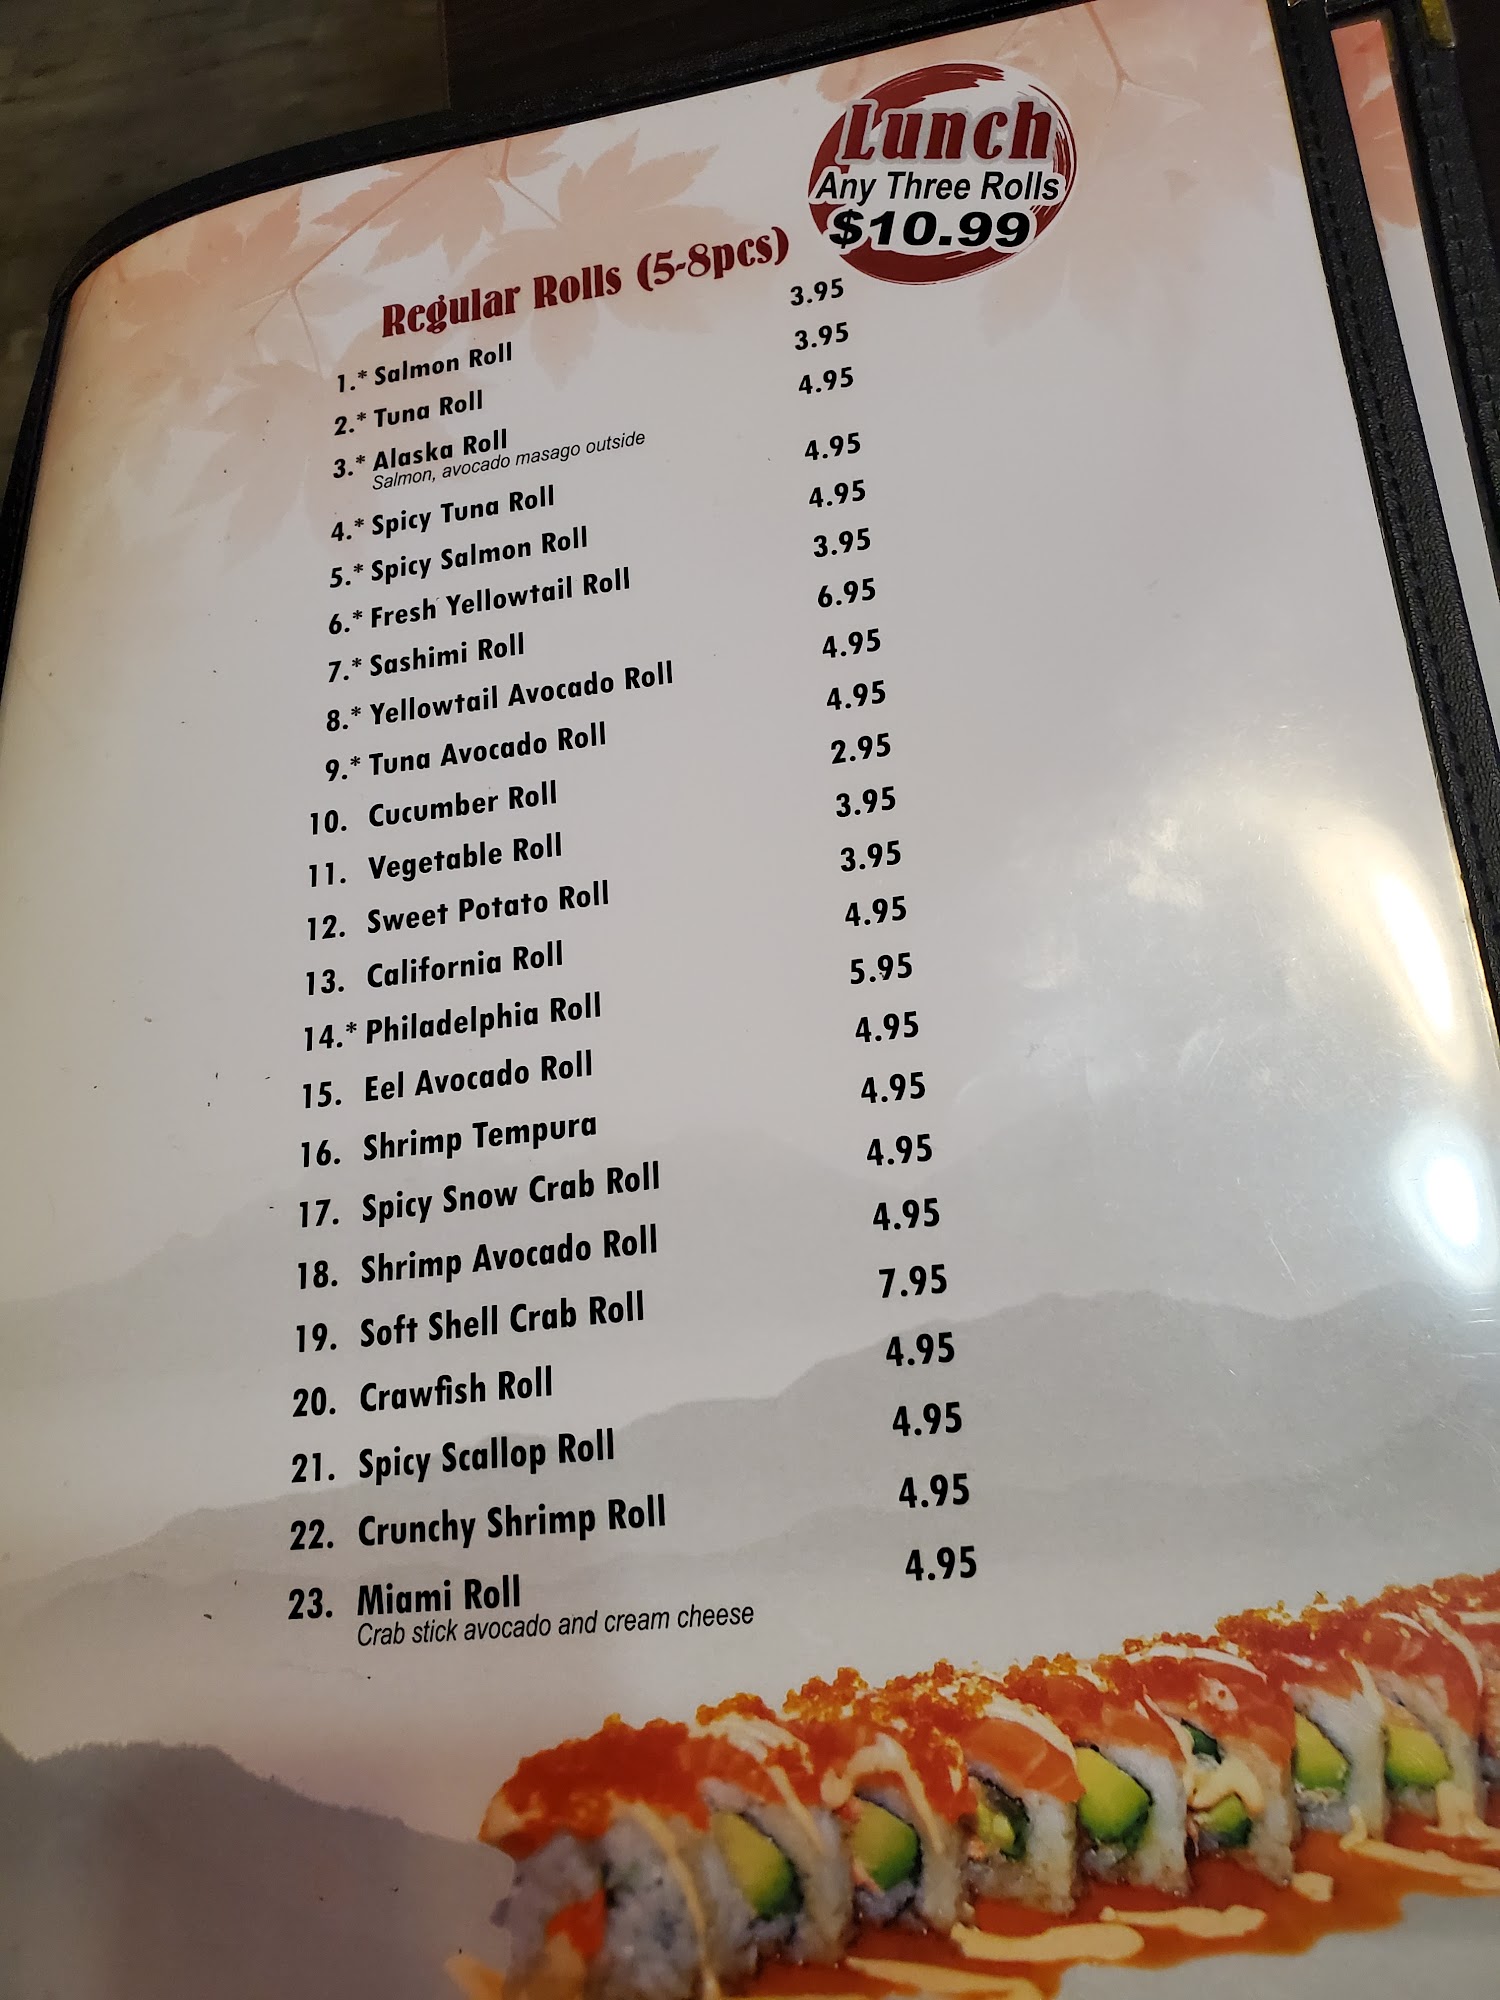 Lunch
Any Three Rolls
$10.99
Regular Rolls (5-8pcs)
1.* Salmon Roll 3.95
2.* Tuna Roll 3.95
3.* Alaska Roll 4.95
Salmon, avocado masago outside
4.* Spicy Tuna Roll 4.95
5.* Spicy Salmon Roll 4.95
6.* Fresh Yellowtail Roll 3.95
7.* Sashimi Roll 6.95
8.* Yellowtail Avocado Roll 4.95
9.* Tuna Avocado Roll 4.95
10. Cucumber Roll 2.95
11. Vegetable Roll 3.95
12. Sweet Potato Roll 3.95
13. California Roll 4.95
14.* Philadelphia Roll 5.95
15. Eel Avocado Roll 4.95
16. Shrimp Tempura 4.95
17. Spicy Snow Crab Roll 4.95
18. Shrimp Avocado Roll 4.95
19. Soft Shell Crab Roll 7.95
20. Crawfish Roll 4.95
21. Spicy Scallop Roll 4.95
22. Crunchy Shrimp Roll 4.95
23. Miami Roll 4.95
Crab stick avocado and cream cheese